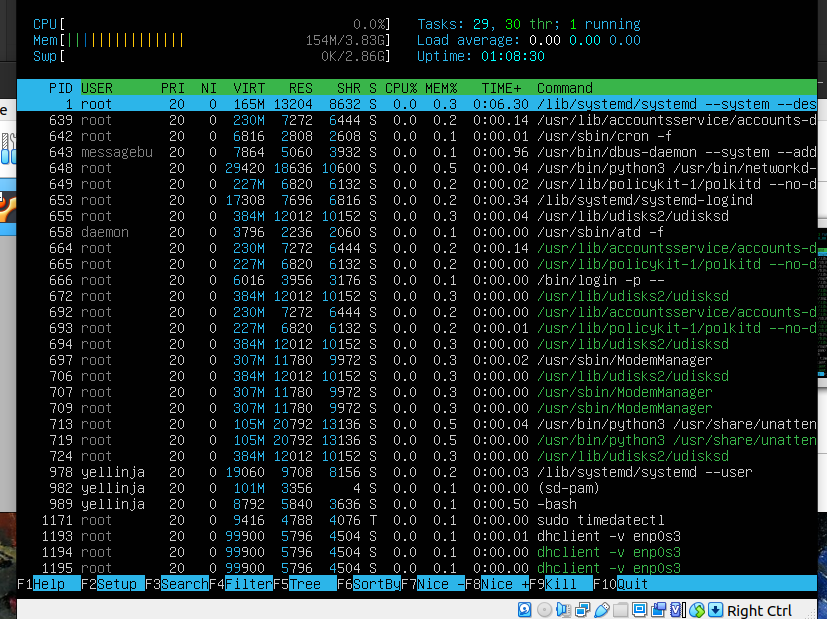 CPU[ 0.0%] Tasks: 29, 30 thr; 1 running
Mem[||||||||||||||| 154M/3.83G] Load average: 0.00 0.00 0.00
Swp[ 0K/2.86G] Uptime: 01:08:30
PID USER PRI NI VIRT RES SHR S CPU% MEM% TIME+ Command
1 root 20 0 165M 13204 8632 S 0.0 0.3 0:06.30 /lib/systemd/systemd --system --des
639 root 20 0 230M 7272 6444 S 0.0 0.2 0:00.14 /usr/lib/accountsservice/accounts-d
642 root 20 0 6816 2808 2608 S 0.0 0.1 0:00.01 /usr/sbin/cron -f
643 messagebu 20 0 7864 5060 3932 S 0.0 0.1 0:00.96 /usr/bin/dbus-daemon --system --add
648 root 20 0 29420 18636 10600 S 0.0 0.5 0:00.04 /usr/bin/python3 /usr/bin/networkd-
649 root 20 0 227M 6820 6132 S 0.0 0.2 0:00.02 /usr/lib/policykit-1/polkitd --no-d
653 root 20 0 17308 7696 6816 S 0.0 0.2 0:00.34 /lib/systemd/systemd-logind
655 root 20 0 384M 12012 10152 S 0.0 0.3 0:00.04 /usr/lib/udisks2/udisksd
658 daemon 20 0 3796 2236 2060 S 0.0 0.1 0:00.00 /usr/sbin/atd -f
664 root 20 0 230M 7272 6444 S 0.0 0.2 0:00.14 /usr/lib/accountsservice/accounts-d
665 root 20 0 227M 6820 6132 S 0.0 0.2 0:00.00 /usr/lib/policykit-1/polkitd --no-d
666 root 20 0 6016 3956 3176 S 0.0 0.1 0:00.00 /bin/login -p --
672 root 20 0 384M 12012 10152 S 0.0 0.3 0:00.00 /usr/lib/udisks2/udisksd
692 root 20 0 230M 7272 6444 S 0.0 0.2 0:00.00 /usr/lib/accountsservice/accounts-d
693 root 20 0 227M 6820 6132 S 0.0 0.2 0:00.01 /usr/lib/policykit-1/polkitd --no-d
694 root 20 0 384M 12012 10152 S 0.0 0.3 0:00.00 /usr/lib/udisks2/udisksd
697 root 20 0 307M 11780 9972 S 0.0 0.3 0:00.02 /usr/sbin/ModemManager
706 root 20 0 384M 12012 10152 S 0.0 0.3 0:00.00 /usr/lib/udisks2/udisksd
707 root 20 0 307M 11780 9972 S 0.0 0.3 0:00.00 /usr/sbin/ModemManager
709 root 20 0 307M 11780 9972 S 0.0 0.3 0:00.00 /usr/sbin/ModemManager
713 root 20 0 105M 20792 13136 S 0.0 0.5 0:00.04 /usr/bin/python3 /usr/share/unatten
719 root 20 0 105M 20792 13136 S 0.0 0.5 0:00.00 /usr/bin/python3 /usr/share/unatten
724 root 20 0 384M 12012 10152 S 0.0 0.3 0:00.00 /usr/lib/udisks2/udisksd
978 yellinja 20 0 19060 9708 8156 S 0.0 0.2 0:00.03 /lib/systemd/systemd --user
982 yellinja 20 0 101M 3356 4 S 0.0 0.1 0:00.00 (sd-pam)
989 yellinja 20 0 8792 5840 3636 S 0.0 0.1 0:00.50 -bash
1171 root 20 0 9416 4788 4076 T 0.0 0.1 0:00.00 sudo timedatectl
1193 root 20 0 99900 5796 4504 S 0.0 0.1 0:00.01 dhclient -v enp0s3
1194 root 20 0 99900 5796 4504 S 0.0 0.1 0:00.00 dhclient -v enp0s3
1195 root 20 0 99900 5796 4504 S 0.0 0.1 0:00.00 dhclient -v enp0s3
F1Help F2Setup F3SearchF4FilterF5Tree F6SortByF7Nice -F8Nice +F9Kill F10Quit
Right Ctrl